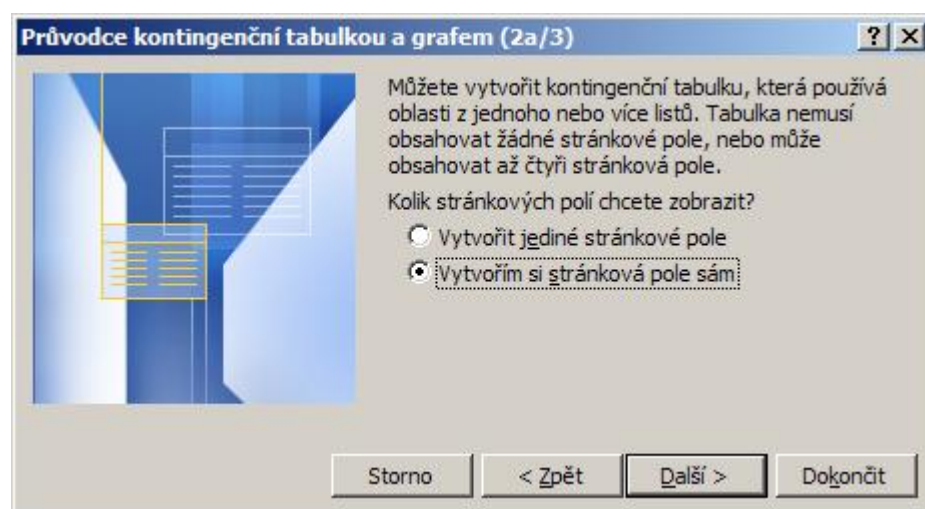 Průvodce kontingenční tabulkou a grafem (2a/3)
Můžete vytvořit kontingenční tabulku, která používá
oblasti z jednoho nebo více listů. Tabulka nemusí
obsahovat žádné stránkové pole, nebo může
obsahovat až čtyři stránková pole.
Kolik stránkových polí chcete zobrazit?
Vytvořit jediné stránkové pole
Vytvořím si stránková pole sám
Storno < Zpět Další > Dokončit